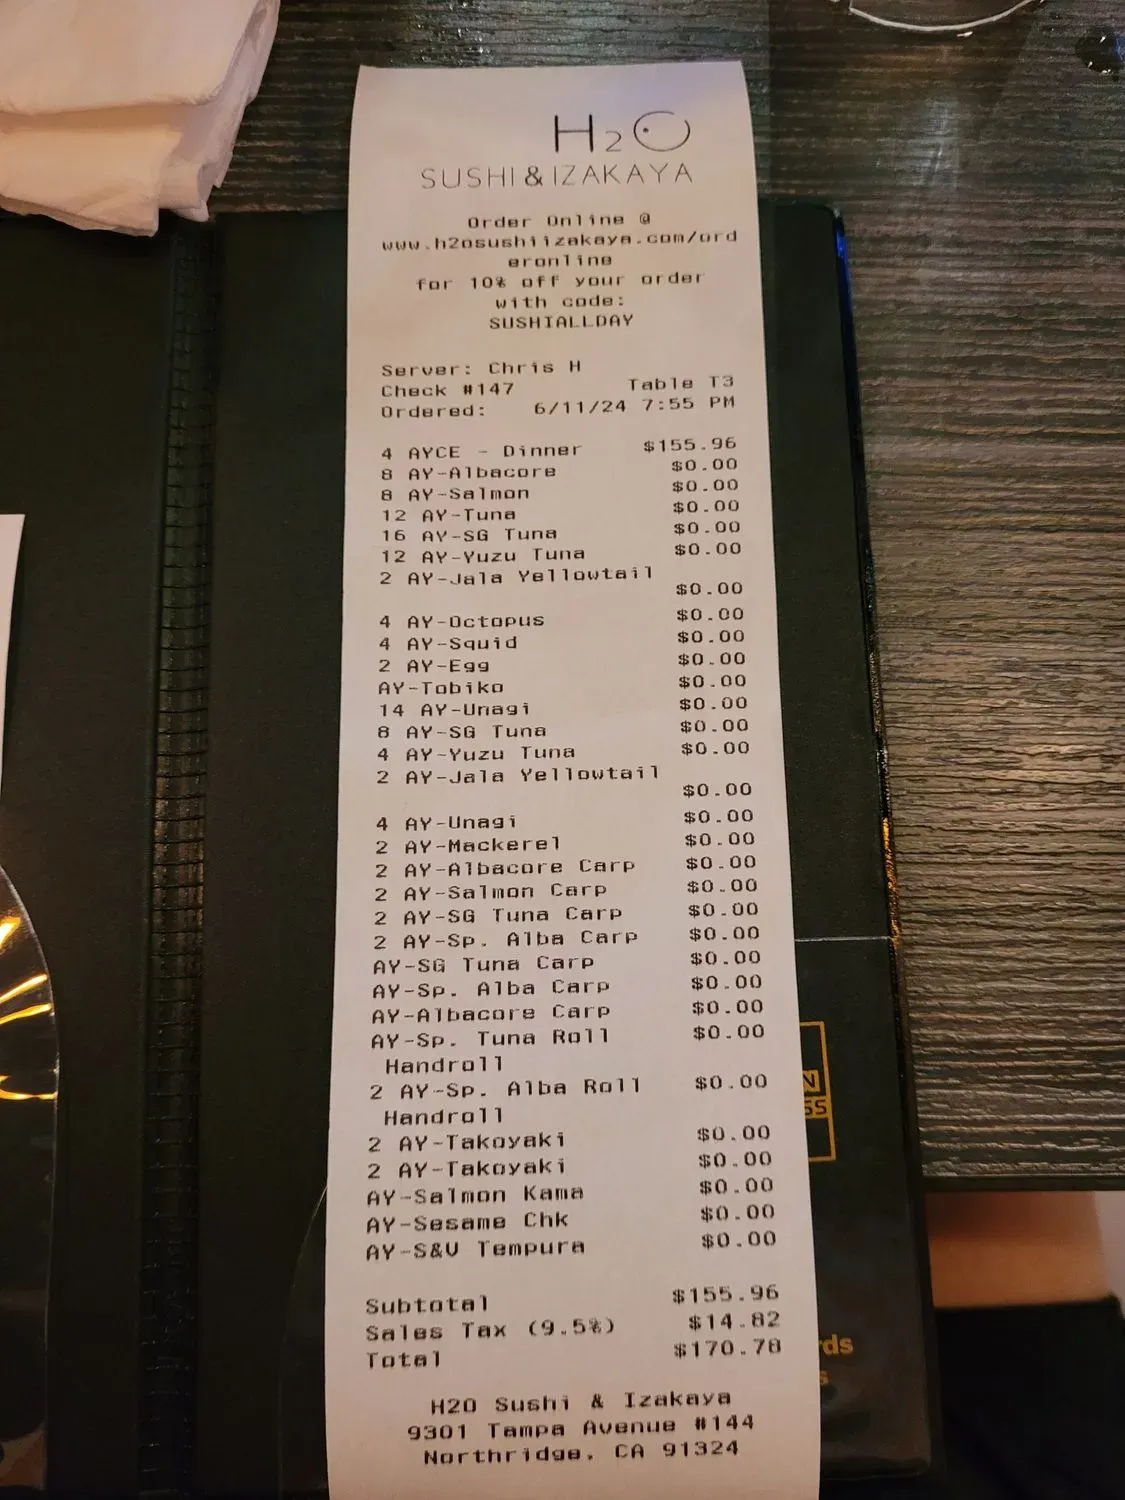 H2O
SUSHI & IZAKAYA
Order Online @
www.h2osushiizakaya.com/ord
eronline
for 10% off your order
with code:
SUSHIALLDAY
Server: Chris H
Check #147 Table T3
Ordered: 6/11/24 7:55 PM
4 AYCE - Dinner $155.96
8 AY-Albacore $0.00
8 AY-Salmon $0.00
12 AY-Tuna $0.00
16 AY-SG Tuna $0.00
12 AY-Yuzu Tuna $0.00
2 AY-Jala Yellowtail
$0.00
4 AY-Octopus $0.00
4 AY-Squid $0.00
2 AY-Egg $0.00
AY-Tobiko $0.00
14 AY-Unagi $0.00
8 AY-SG Tuna $0.00
4 AY-Yuzu Tuna $0.00
2 AY-Jala Yellowtail
$0.00
4 AY-Unagi $0.00
2 AY-Mackerel $0.00
2 AY-Albacore Carp $0.00
2 AY-Salmon Carp $0.00
2 AY-SG Tuna Carp $0.00
2 AY-Sp. Alba Carp $0.00
AY-SG Tuna Carp $0.00
AY-Sp. Alba Carp $0.00
AY-Albacore Carp $0.00
AY-Sp. Tuna Roll $0.00
Handroll
2 AY-Sp. Alba Roll $0.00
Handroll
2 AY-Takoyaki $0.00
2 AY-Takoyaki $0.00
AY-Salmon Kama $0.00
AY-Sesame Chk $0.00
AY-S&V Tempura $0.00
Subtotal $155.96
Sales Tax (9.5%) $14.82
Total $170.78
H2O Sushi & Izakaya
9301 Tampa Avenue #144
Northridge, CA 91324